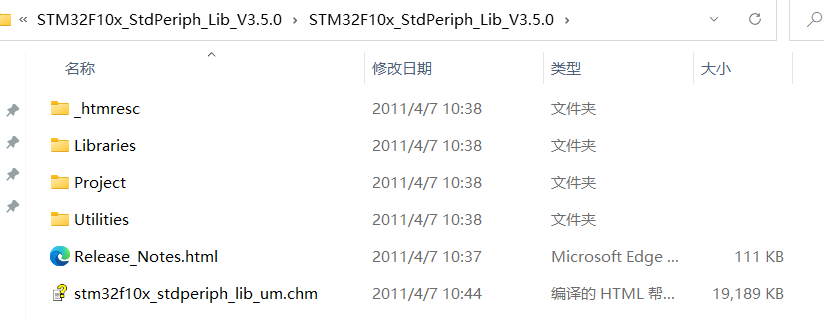 « STM32F10x_StdPeriph_Lib_V3.5.0 › STM32F10x_StdPeriph_Lib_V3.5.0 ›
名称 修改日期 类型 大小
_htmresc 2011/4/7 10:38 文件夹
Libraries 2011/4/7 10:38 文件夹
Project 2011/4/7 10:38 文件夹
Utilities 2011/4/7 10:38 文件夹
Release_Notes.html 2011/4/7 10:37 Microsoft Edge ... 111 KB
stm32f10x_stdperiph_lib_um.chm 2011/4/7 10:44 编译的 HTML 帮... 19,189 KB